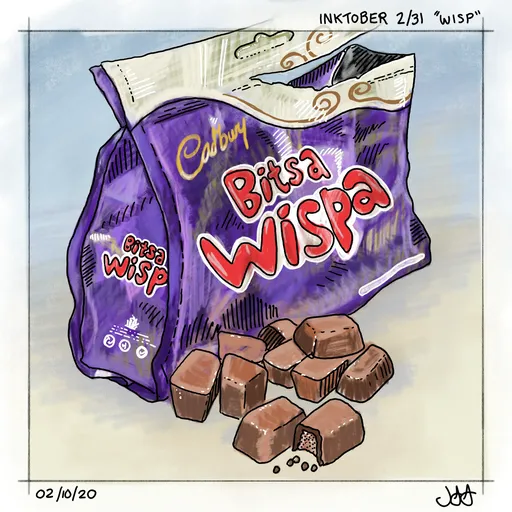 INKTOBER 2/31 "WISP"
Cadbury
Bitsa
Wispa
Bitsa
Wisp
02/10/20